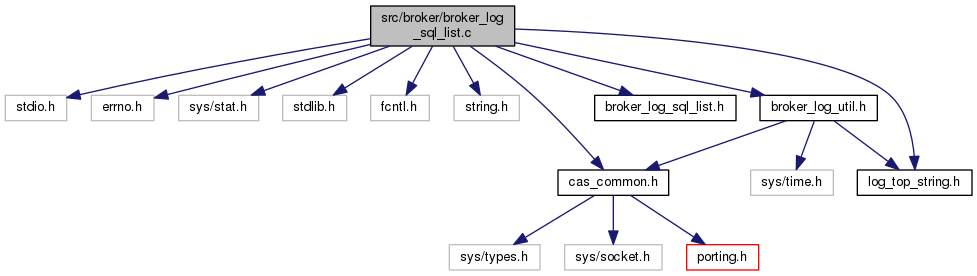 src/broker/broker_log
_sql_list.c
stdio.h
errno.h
sys/stat.h
stdlib.h
fcntl.h
string.h
broker_log_sql_list.h
broker_log_util.h
cas_common.h
sys/time.h
log_top_string.h
sys/types.h
sys/socket.h
porting.h